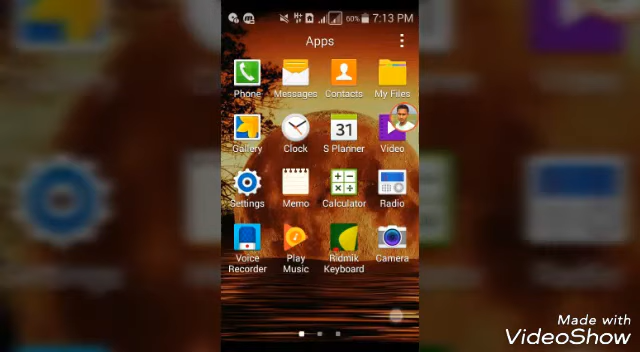 60% 7:13 PM
Apps
Phone Messages Contacts My Files
31
Gallery Clock S Planner Video
Settings Memo Calculator Radio
Voice Recorder Play Music Ridmik Keyboard Camera
Made with
VideoShow